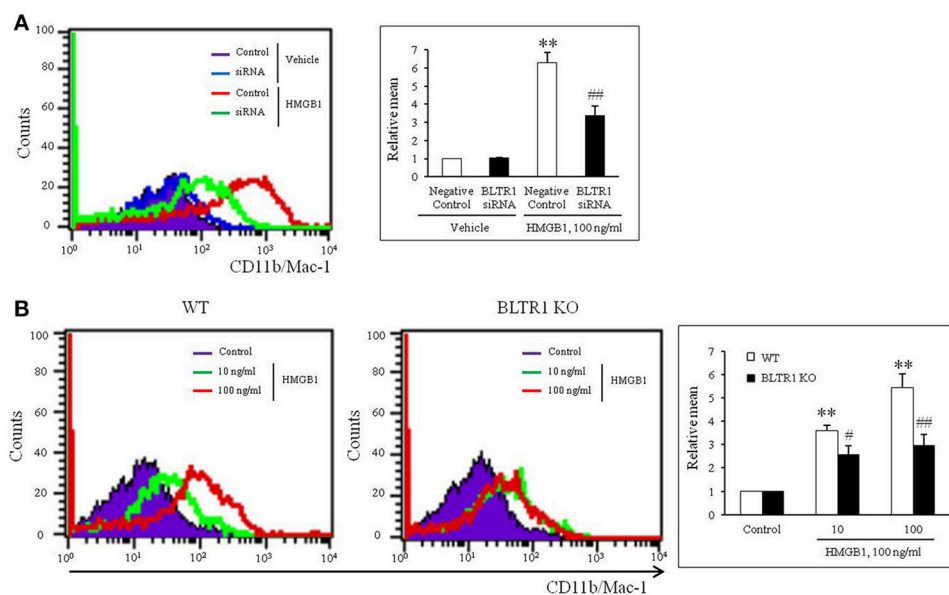 A
100
80
60
40
20
0
Counts
Control
siRNA
Vehicle
Control
siRNA
HMGB1
10⁰ 10¹ 10² 10³ 10⁴
CD11b/Mac-1
7
6
5
4
3
2
1
0
Relative mean
**
##
Negative Control
BLTR1 siRNA
Negative Control
BLTR1 siRNA
Vehicle
HMGB1, 100 ng/ml
B
WT
100
80
60
40
20
0
Counts
Control
10 ng/ml
100 ng/ml
HMGB1
10⁰ 10¹ 10² 10³ 10⁴
BLTR1 KO
100
80
60
40
20
0
Counts
Control
10 ng/ml
100 ng/ml
HMGB1
10⁰ 10¹ 10² 10³ 10⁴
CD11b/Mac-1
7
6
5
4
3
2
1
0
Relative mean
WT
BLTR1 KO
**
#
**
##
Control 10 100
HMGB1, 100 ng/ml